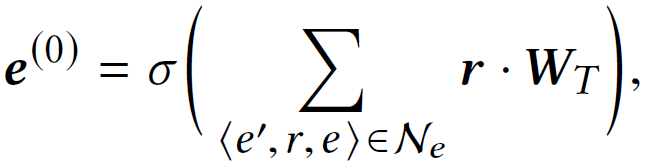 e^{(0)} = σ( ∑_{⟨e′, r, e⟩∈𝒩_e} r · W_T ),